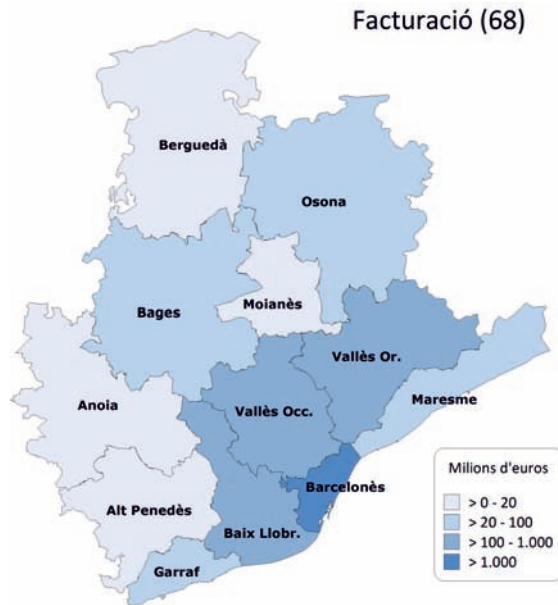 Facturació (68)
Berguedà
Osona
Moianès
Bages
Vallès Or.
Maresme
Anoia
Vallès Occ.
Barcelonès
Alt Penedès
Baix Llobr.
Garraf
Milions d'euros
> 0 - 20
> 20 - 100
> 100 - 1.000
> 1.000